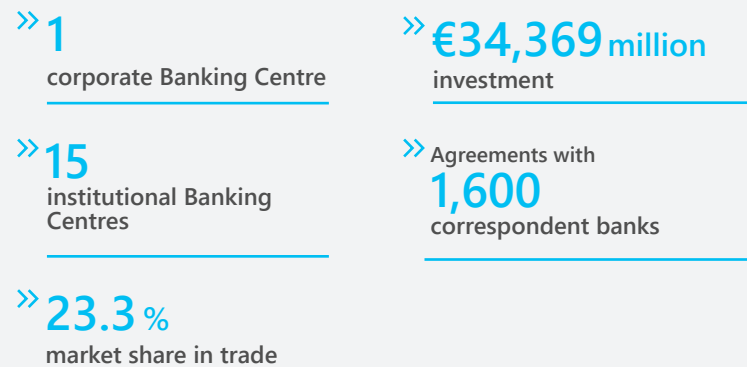 1
corporate Banking Centre
15
institutional Banking
Centres
23.3 %
market share in trade
€34,369 million
investment
Agreements with
1,600
correspondent banks